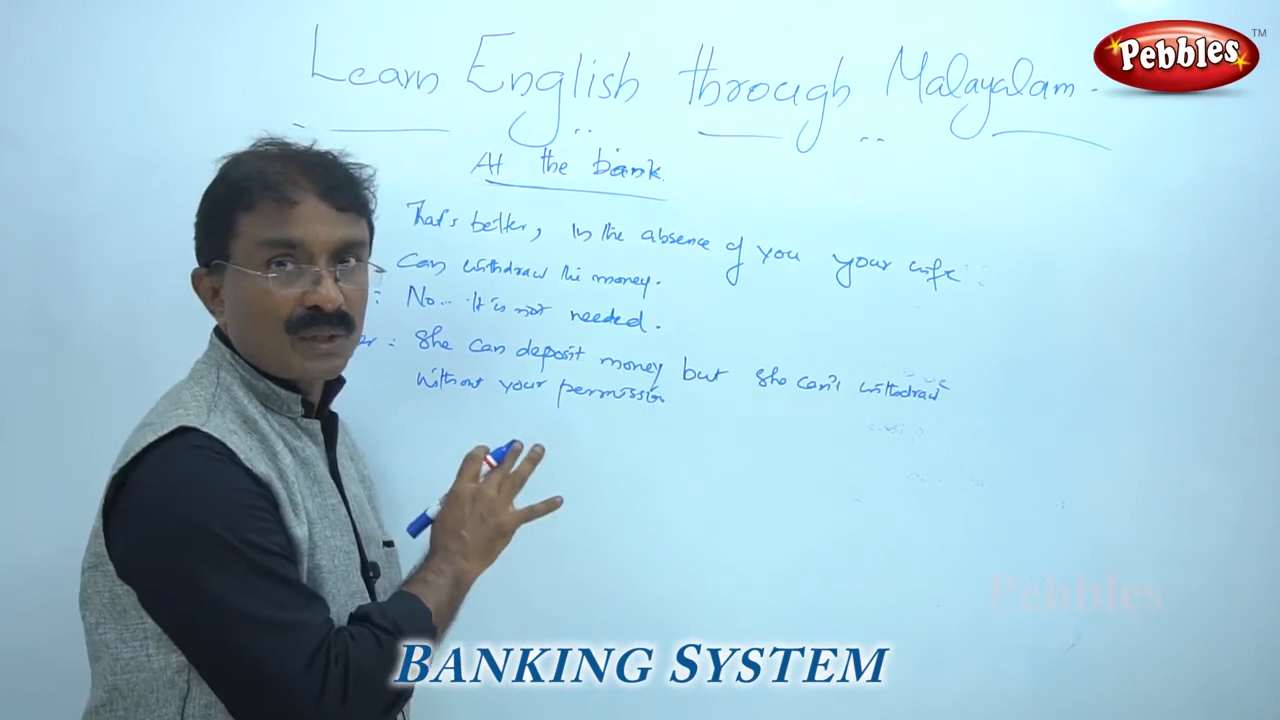 Learn English through Malayalam.
Pebbles™
At the bank.
That's better, In the absence of you your wife
Can withdraw the money.
: No... It is not needed.
er : She can deposit money but she can't withdraw
without your permission
Pebbles
BANKING SYSTEM